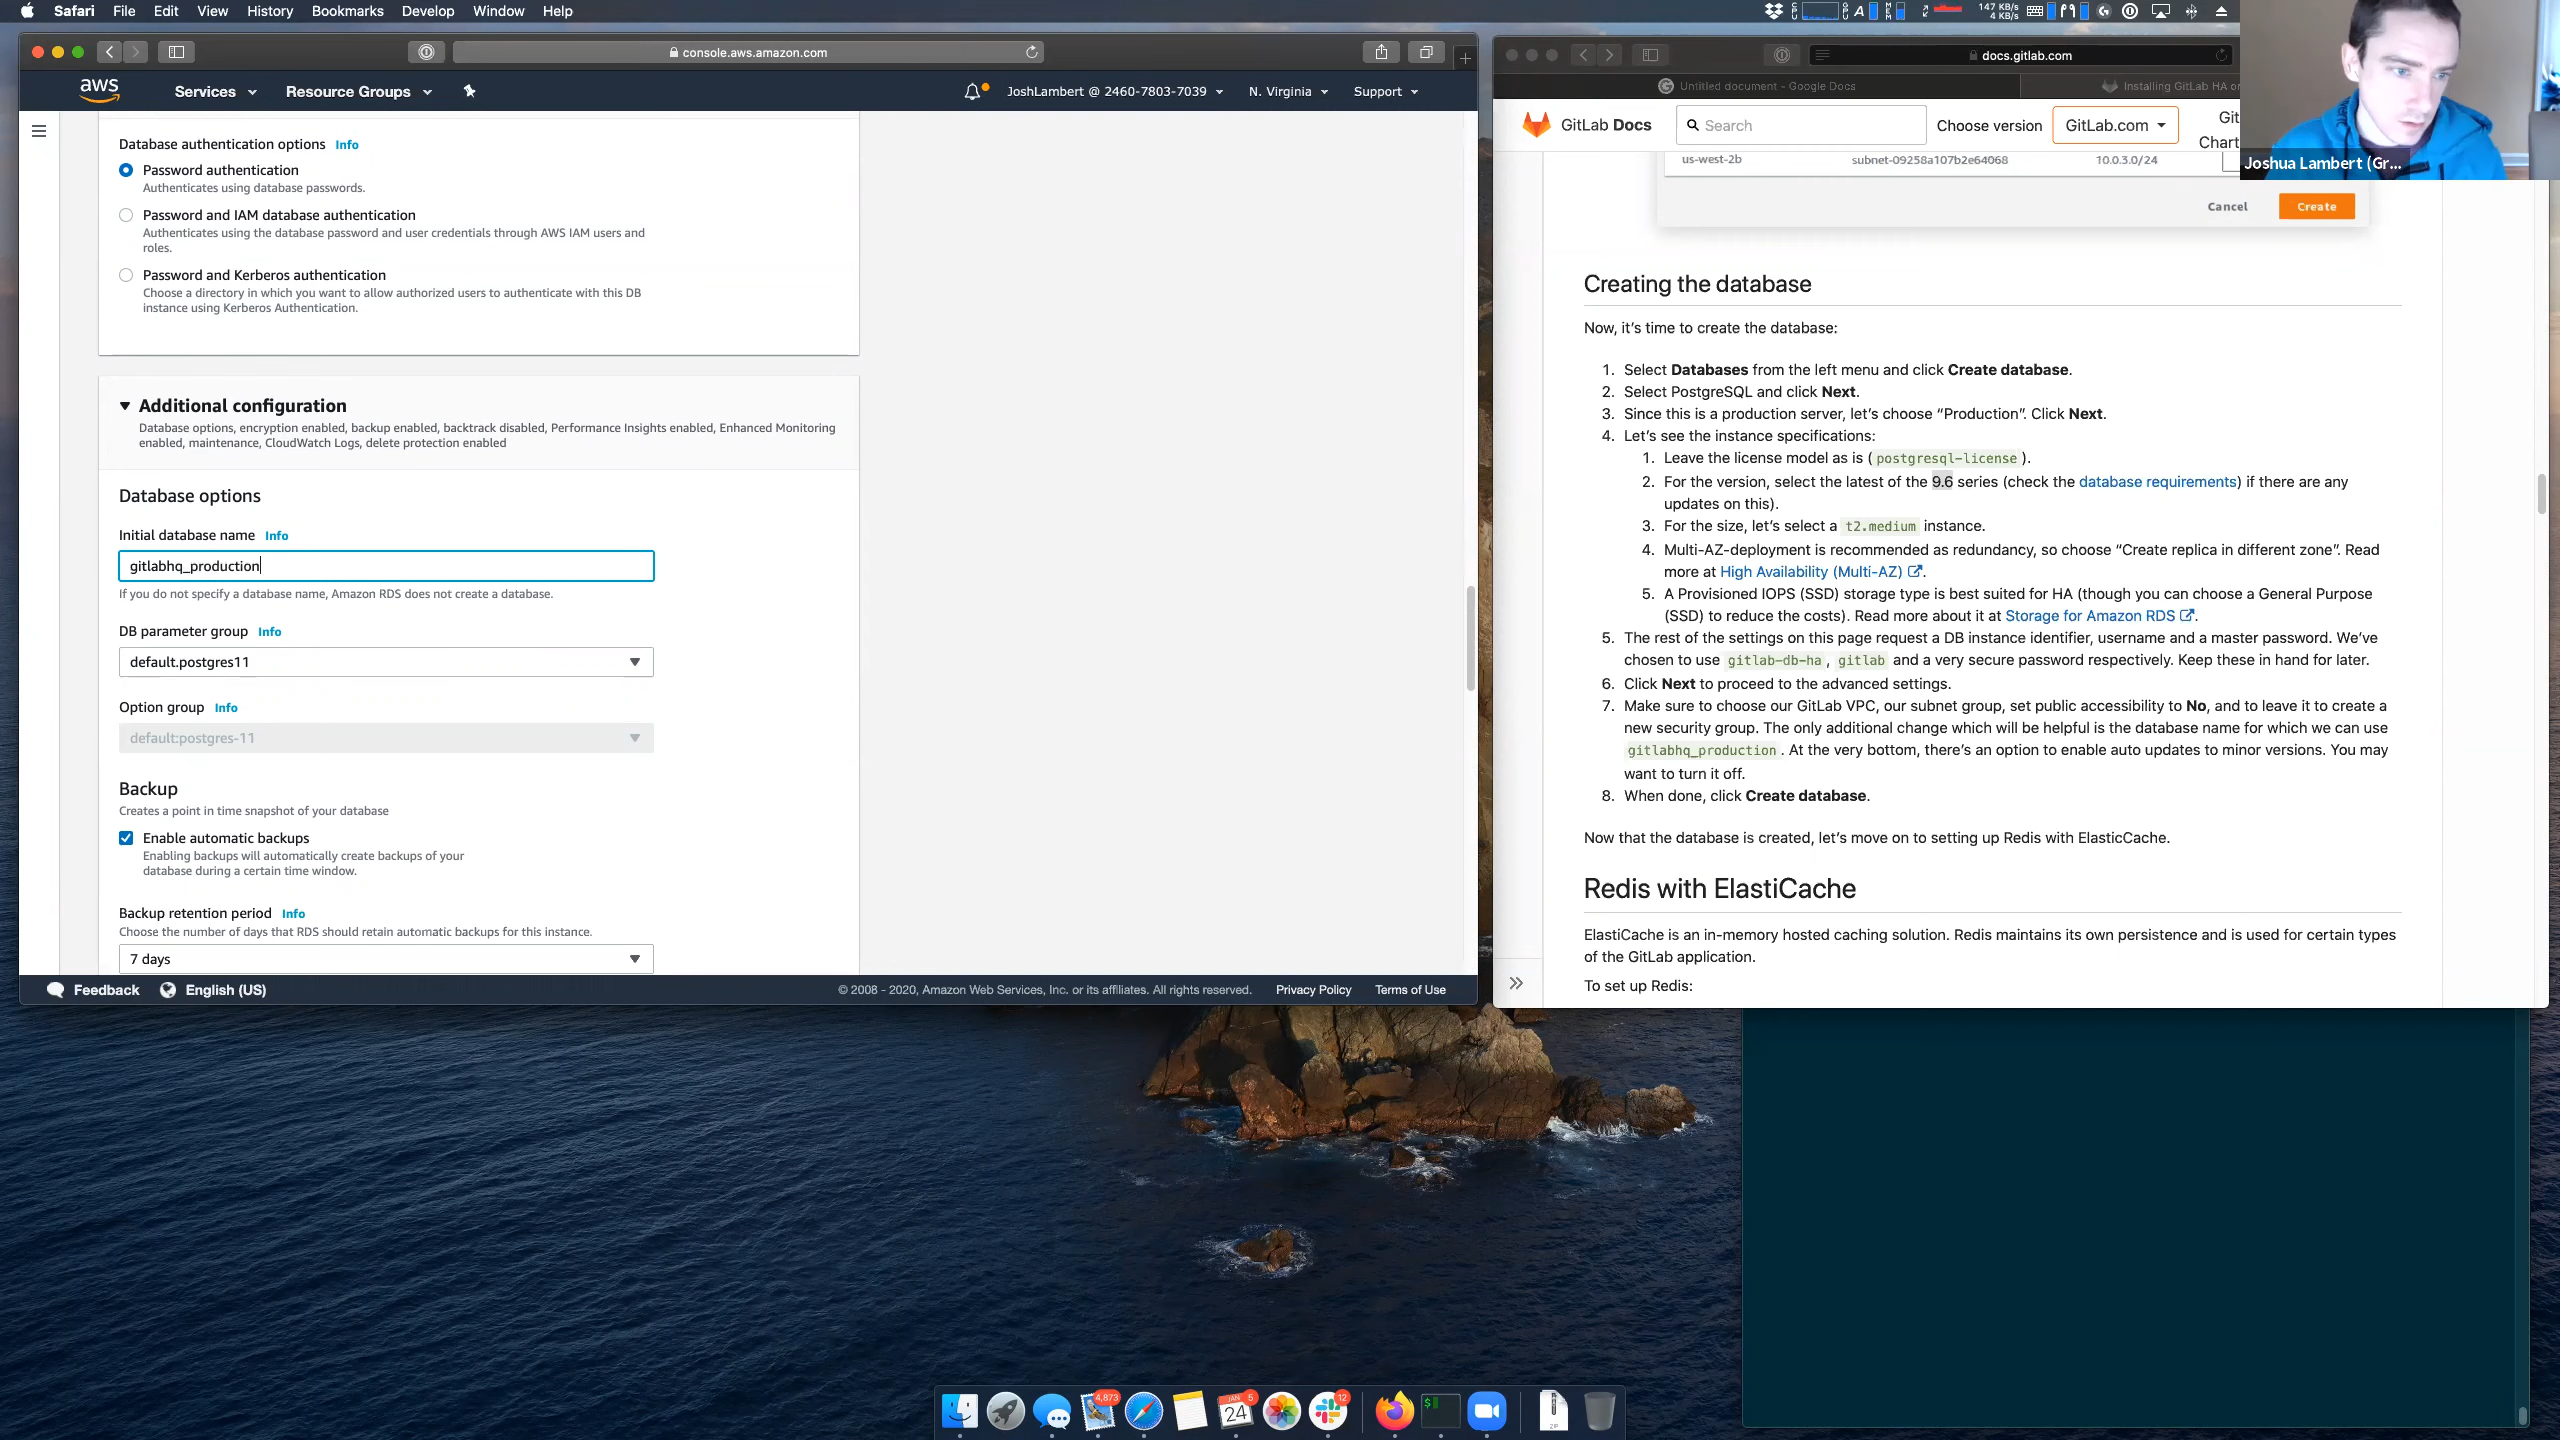 Safari File Edit View History Bookmarks Develop Window Help
147 KB/s
4 KB/s
console.aws.amazon.com
aws Services Resource Groups JoshLambert @ 2460-7803-7039 N. Virginia Support
Database authentication options Info
Password authentication
Authenticates using database passwords.
Password and IAM database authentication
Authenticates using the database password and user credentials through AWS IAM users and
roles.
Password and Kerberos authentication
Choose a directory in which you want to allow authorized users to authenticate with this DB
instance using Kerberos Authentication.
Additional configuration
Database options, encryption enabled, backup enabled, backtrack disabled, Performance Insights enabled, Enhanced Monitoring
enabled, maintenance, CloudWatch Logs, delete protection enabled
Database options
Initial database name Info
gitlabhq_production
If you do not specify a database name, Amazon RDS does not create a database.
DB parameter group Info
default.postgres11
Option group Info
default:postgres-11
Backup
Creates a point in time snapshot of your database
Enable automatic backups
Enabling backups will automatically create backups of your
database during a certain time window.
Backup retention period Info
Choose the number of days that RDS should retain automatic backups for this instance.
7 days
Feedback English (US) © 2008 - 2020, Amazon Web Services, Inc. or its affiliates. All rights reserved. Privacy Policy Terms of Use
docs.gitlab.com
Untitled document - Google Docs Installing GitLab HA on
GitLab Docs Search Choose version GitLab.com Git
Chart
Joshua Lambert (Gr...
us-west-2b subnet-09258a107b2e64068 10.0.3.0/24
Cancel Create
Creating the database
Now, it's time to create the database:
1. Select Databases from the left menu and click Create database.
2. Select PostgreSQL and click Next.
3. Since this is a production server, let's choose “Production”. Click Next.
4. Let's see the instance specifications:
1. Leave the license model as is ( postgresql-license ).
2. For the version, select the latest of the 9.6 series (check the database requirements) if there are any
updates on this).
3. For the size, let's select a t2.medium instance.
4. Multi-AZ-deployment is recommended as redundancy, so choose “Create replica in different zone”. Read
more at High Availability (Multi-AZ) .
5. A Provisioned IOPS (SSD) storage type is best suited for HA (though you can choose a General Purpose
(SSD) to reduce the costs). Read more about it at Storage for Amazon RDS .
5. The rest of the settings on this page request a DB instance identifier, username and a master password. We've
chosen to use gitlab-db-ha , gitlab and a very secure password respectively. Keep these in hand for later.
6. Click Next to proceed to the advanced settings.
7. Make sure to choose our GitLab VPC, our subnet group, set public accessibility to No, and to leave it to create a
new security group. The only additional change which will be helpful is the database name for which we can use
gitlabhq_production . At the very bottom, there's an option to enable auto updates to minor versions. You may
want to turn it off.
8. When done, click Create database.
Now that the database is created, let's move on to setting up Redis with ElasticCache.
Redis with ElastiCache
ElastiCache is an in-memory hosted caching solution. Redis maintains its own persistence and is used for certain types
of the GitLab application.
To set up Redis:
4,873
JAN 5
24
12
$
ZIP